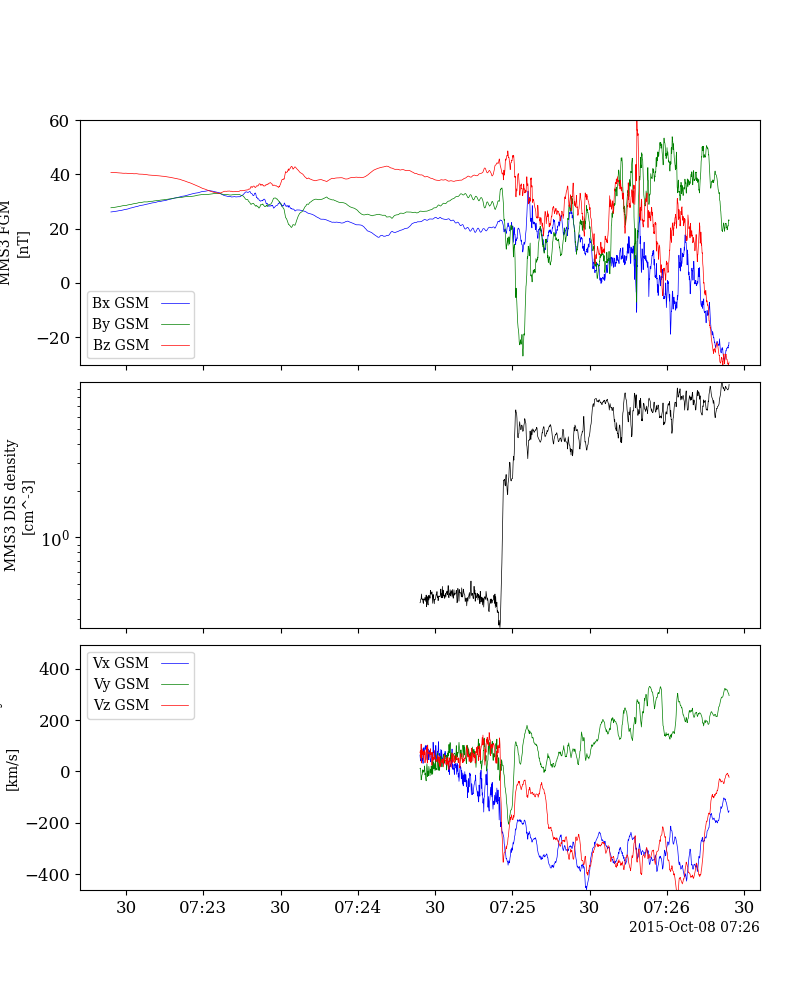 60
40
20
0
−20
MMS3 FGM
[nT]
Bx GSM
By GSM
Bz GSM
10^0
MMS3 DIS density
[cm^-3]
400
200
0
−200
−400
[km/s]
Vx GSM
Vy GSM
Vz GSM
30 07:23 30 07:24 30 07:25 30 07:26 30
2015-Oct-08 07:26